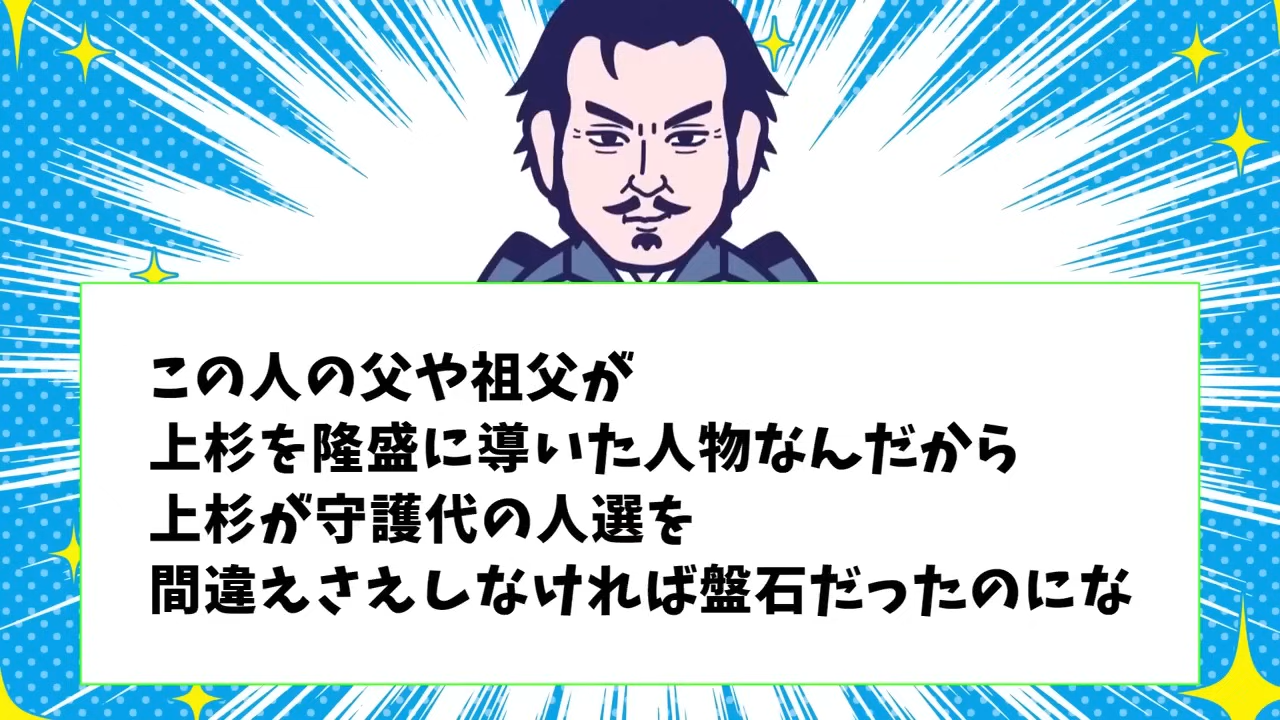 この人の父や祖父が
上杉を隆盛に導いた人物なんだから
上杉が守護代の人選を
間違えさえしなければ盤石だったのにな